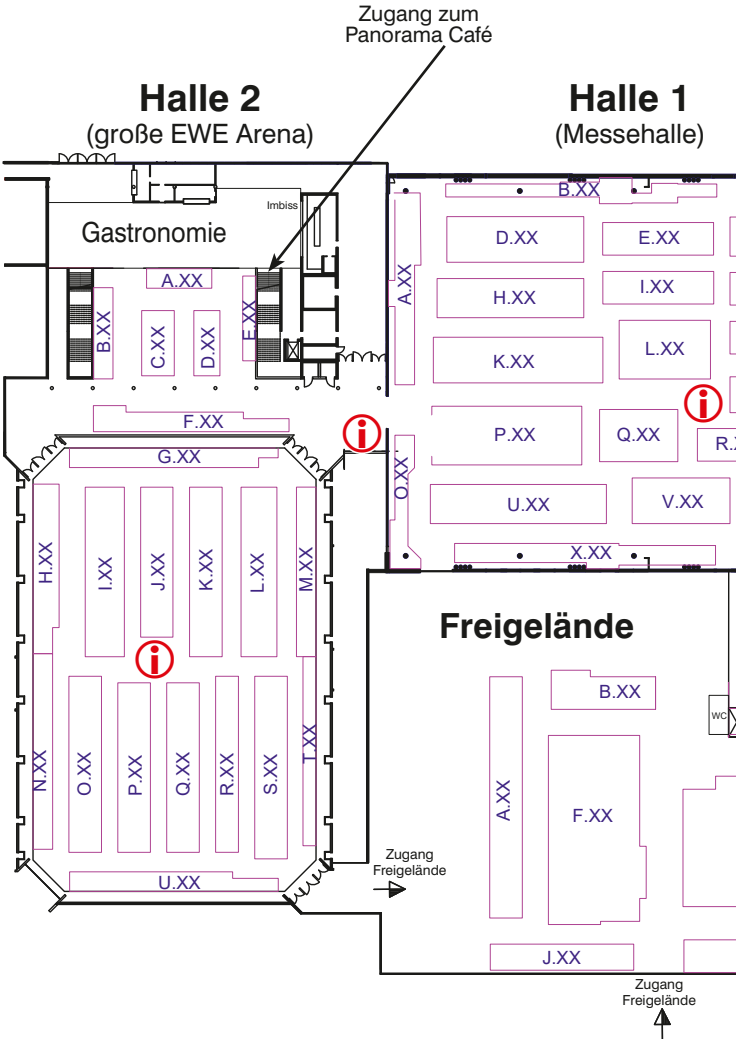 Zugang zum
Panorama Café
Halle 2
(große EWE Arena)
Halle 1
(Messehalle)
Imbiss
Gastronomie
A.XX
B.XX
C.XX
D.XX
E.XX
F.XX
G.XX
H.XX
I.XX
J.XX
K.XX
L.XX
M.XX
N.XX
O.XX
P.XX
Q.XX
R.XX
S.XX
T.XX
U.XX
A.XX
B.XX
D.XX
E.XX
H.XX
I.XX
K.XX
L.XX
O.XX
P.XX
Q.XX
R.
U.XX
V.XX
X.XX
Freigelände
B.XX
WC
A.XX
F.XX
J.XX
Zugang
Freigelände
Zugang
Freigelände